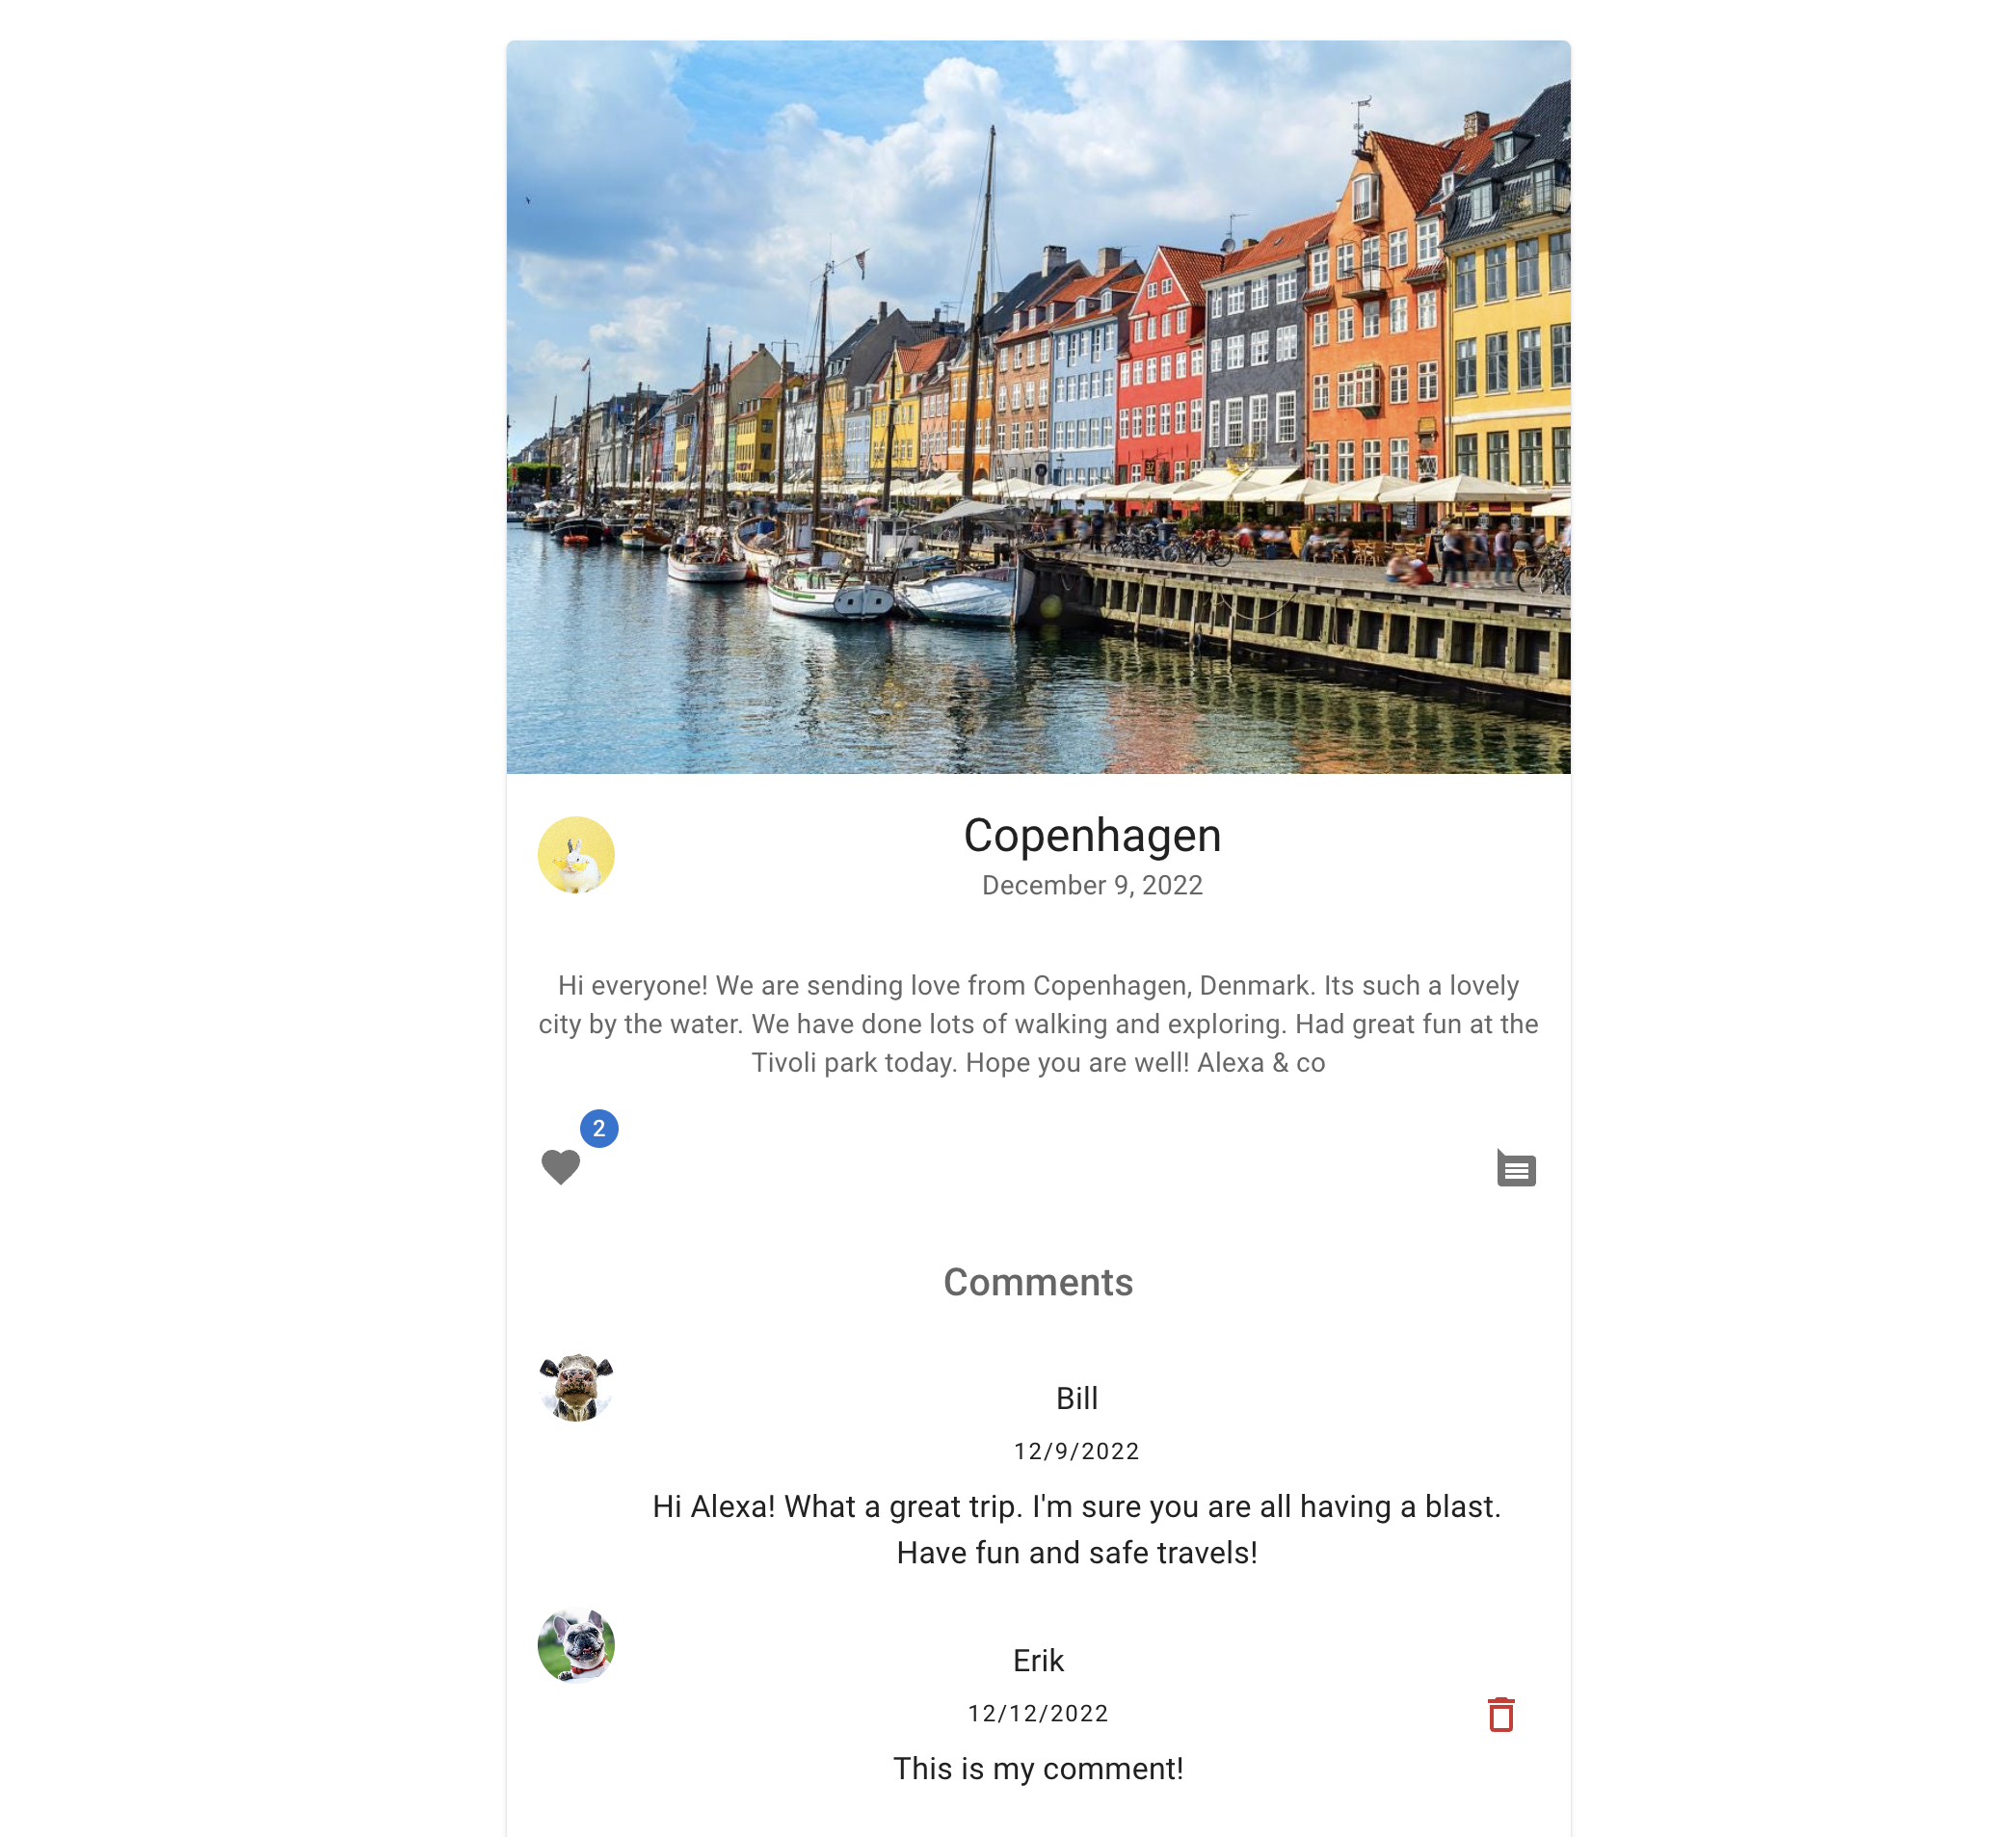 Copenhagen
December 9, 2022
Hi everyone! We are sending love from Copenhagen, Denmark. Its such a lovely
city by the water. We have done lots of walking and exploring. Had great fun at the
Tivoli park today. Hope you are well! Alexa & co
2
Comments
Bill
12/9/2022
Hi Alexa! What a great trip. I'm sure you are all having a blast.
Have fun and safe travels!
Erik
12/12/2022
This is my comment!